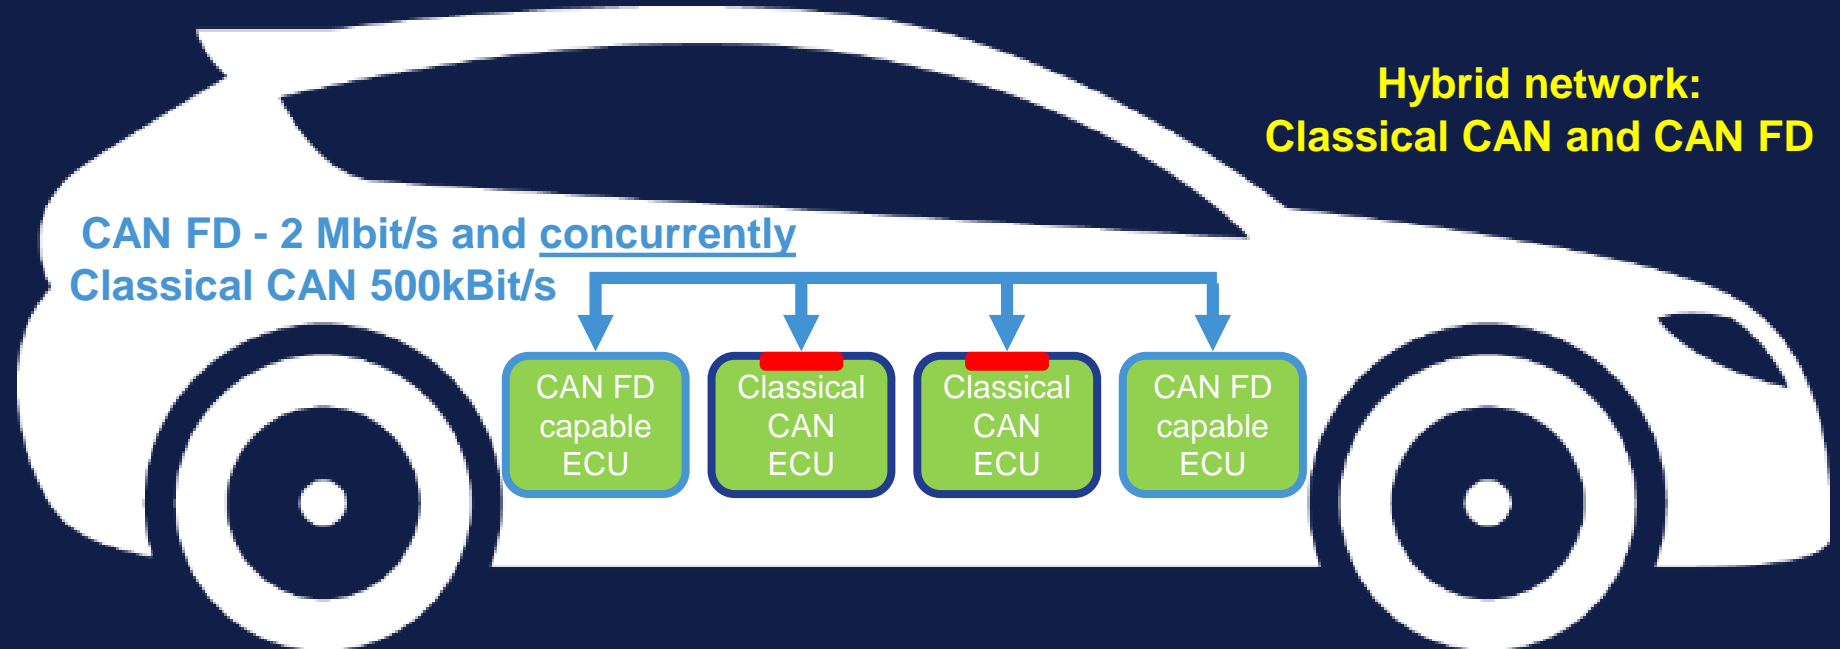 Hybrid network:
Classical CAN and CAN FD
CAN FD - 2 Mbit/s and concurrently
Classical CAN 500kBit/s
CAN FD
capable
ECU
Classical
CAN
ECU
Classical
CAN
ECU
CAN FD
capable
ECU